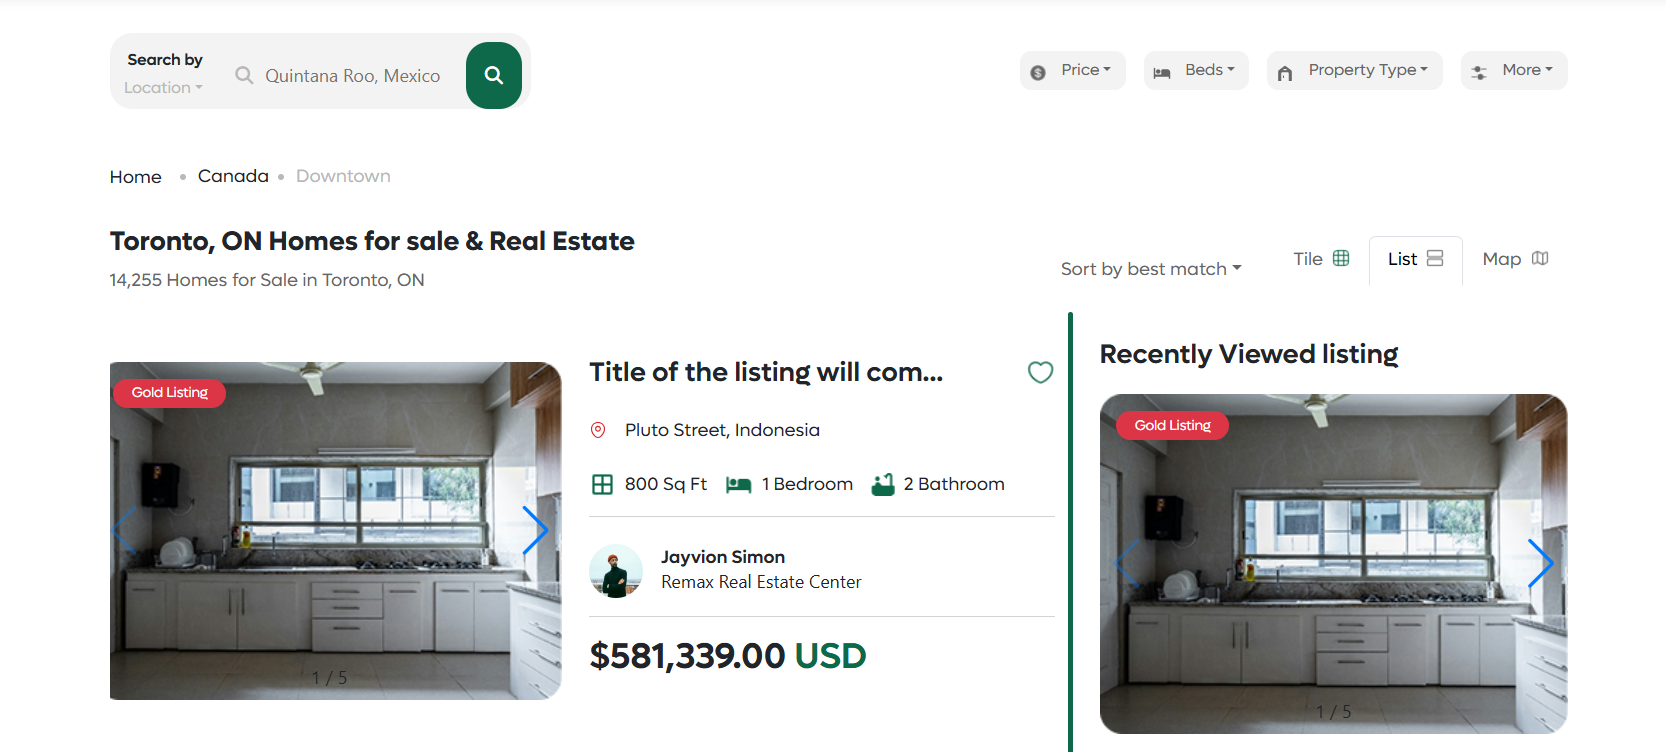 Search by
Location
Quintana Roo, Mexico
Price
Beds
Property Type
More
Home
Canada
Downtown
Toronto, ON Homes for sale & Real Estate
14,255 Homes for Sale in Toronto, ON
Sort by best match
Tile
List
Map
Gold Listing
1 / 5
Title of the listing will com...
Pluto Street, Indonesia
800 Sq Ft
1 Bedroom
2 Bathroom
Jayvion Simon
Remax Real Estate Center
$581,339.00 USD
Recently Viewed listing
Gold Listing
1 / 5